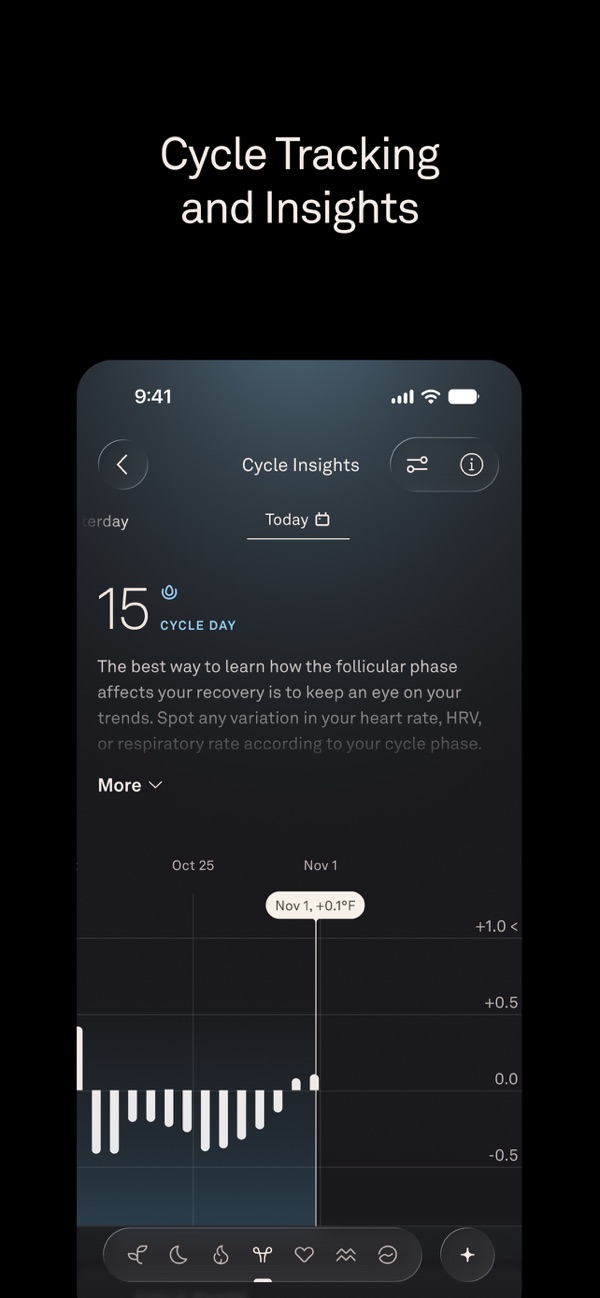 Cycle Tracking
and Insights
9:41
Cycle Insights
terday
Today
15
CYCLE DAY
The best way to learn how the follicular phase
affects your recovery is to keep an eye on your
trends. Spot any variation in your heart rate, HRV,
or respiratory rate according to your cycle phase.
More
Oct 25
Nov 1
Nov 1, +0.1°F
+1.0 <
+0.5
0.0
-0.5